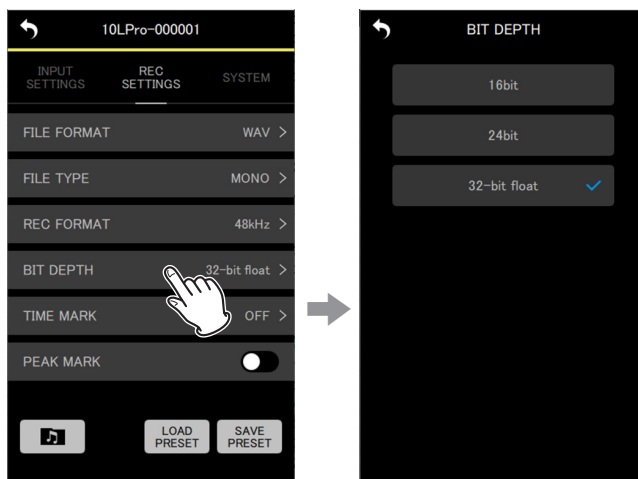 10LPro-000001
INPUT
SETTINGS
REC
SETTINGS
SYSTEM
FILE FORMAT WAV >
FILE TYPE MONO >
REC FORMAT 48kHz >
BIT DEPTH 32-bit float >
TIME MARK OFF >
PEAK MARK
LOAD
PRESET
SAVE
PRESET
BIT DEPTH
16bit
24bit
32-bit float